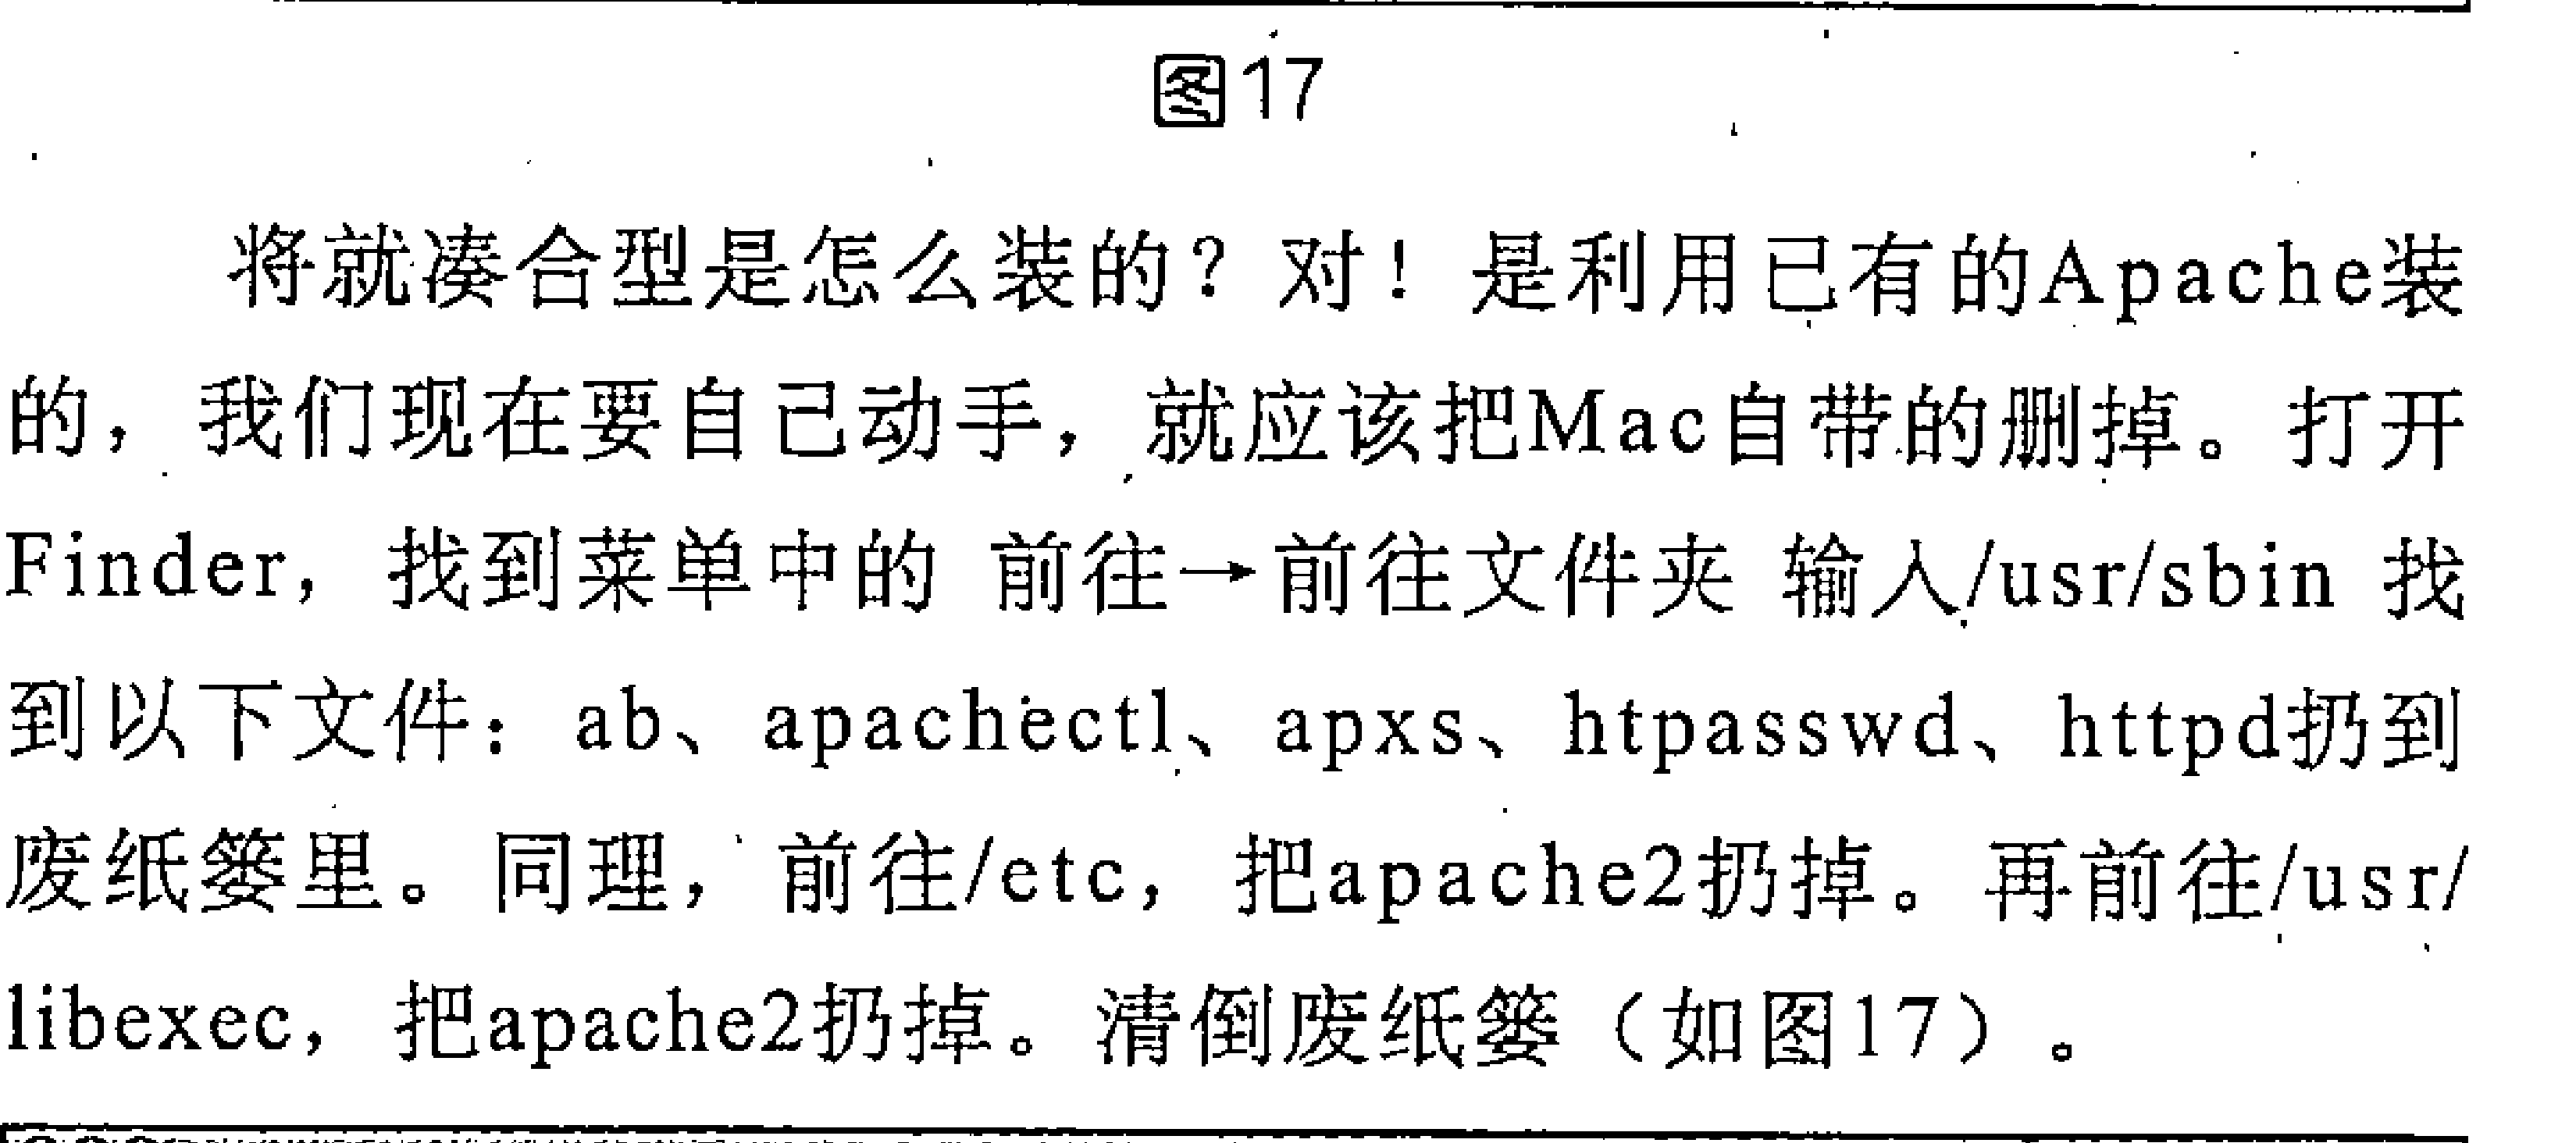 图17
将就凑合型是怎么装的？对！是利用已有的Apache装
的，我们现在要自己动手，就应该把Mac自带的删掉。打开
Finder，找到菜单中的 前往→前往文件夹 输入/usr/sbin 找
到以下文件：ab、apachectl、apxs、htpasswd、httpd扔到
废纸篓里。同理，前往/etc，把apache2扔掉。再前往/usr/
libexec，把apache2扔掉。清倒废纸篓（如图17）。